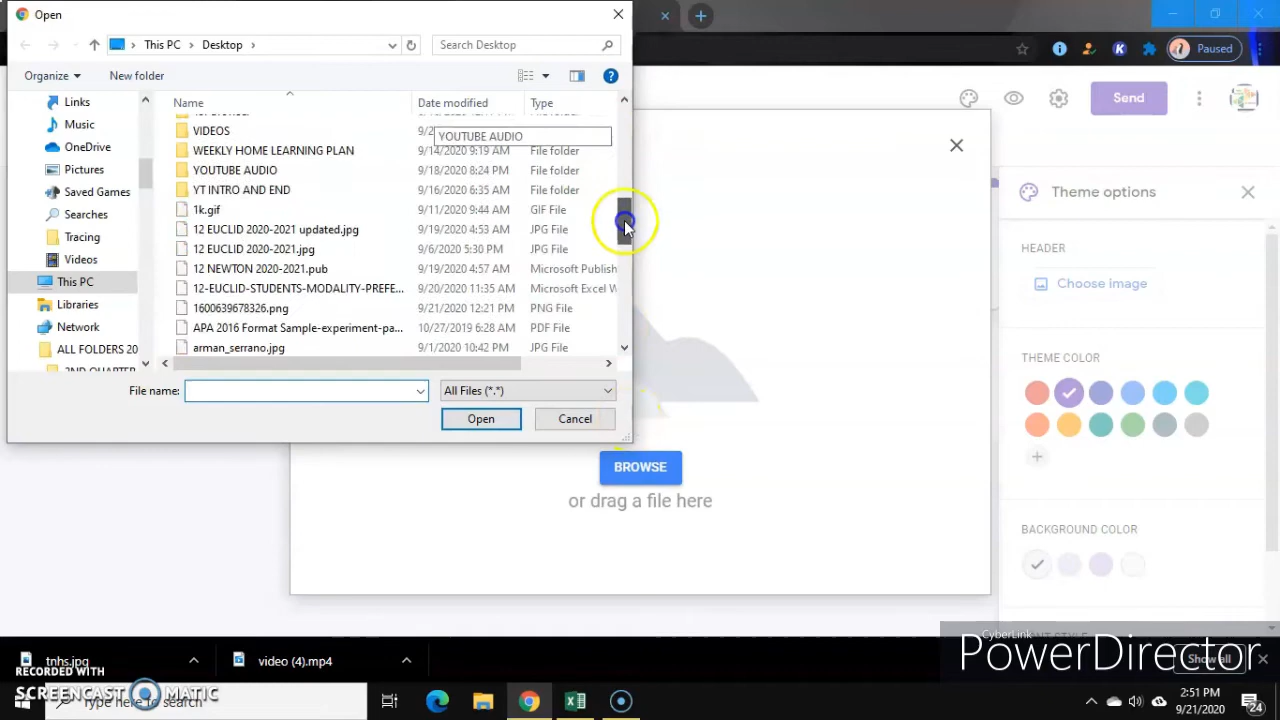 Open
This PC
Desktop
Search Desktop
Paused
Organize
New folder
Links
Music
OneDrive
Pictures
Saved Games
Searches
Tracing
Videos
This PC
Libraries
Network
ALL FOLDERS 20
Name
Date modified
Type
VIDEOS
YOUTUBE AUDIO
WEEKLY HOME LEARNING PLAN 9/14/2020 9:19 AM File folder
YOUTUBE AUDIO 9/18/2020 8:24 PM File folder
YT INTRO AND END 9/16/2020 6:35 AM File folder
1k.gif 9/11/2020 9:44 AM GIF File
12 EUCLID 2020-2021 updated.jpg 9/19/2020 4:53 AM JPG File
12 EUCLID 2020-2021.jpg 9/6/2020 5:30 PM JPG File
12 NEWTON 2020-2021.pub 9/19/2020 4:57 AM Microsoft Publish
12-EUCLID-STUDENTS-MODALITY-PREFE... 9/20/2020 11:35 AM Microsoft Excel W
1600639678326.png 9/21/2020 12:21 PM PNG File
APA 2016 Format Sample-experiment-pa... 10/27/2019 6:28 AM PDF File
arman_serrano.jpg 9/1/2020 10:42 PM JPG File
File name:
All Files (*.*)
Open
Cancel
Send
Theme options
HEADER
Choose image
THEME COLOR
BACKGROUND COLOR
BROWSE
or drag a file here
tnhs.jpg
video (4).mp4
Show all
CyberLink
PowerDirector
RECORDED WITH
SCREENCAST MATIC
Type here to search
2:51 PM
9/21/2020
24